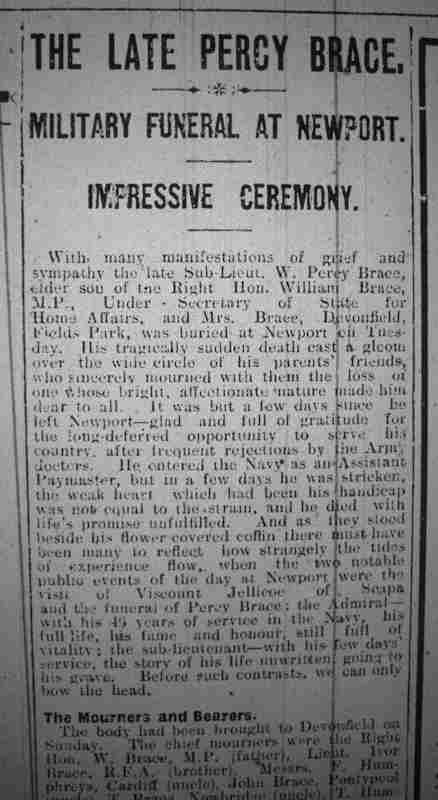 THE LATE PERCY BRACE.
MILITARY FUNERAL AT NEWPORT.
IMPRESSIVE CEREMONY.
With many manifestations of grief and
sympathy the late Sub-Lieut. W. Percy Brace,
elder son of the Right Hon. William Brace,
M.P., Under-Secretary of State for
Home Affairs, and Mrs. Brace, Devonfield,
Fields Park, was buried at Newport on Tues-
day. His tragically sudden death cast a gloom
over the wide circle of his parents' friends,
who sincerely mourned with them the loss of
one whose bright, affectionate nature made him
dear to all. It was but a few days since he
left Newport—glad and full of gratitude for
the long-deferred opportunity to serve his
country, after frequent rejections by the Army
doctors. He entered the Navy as an Assistant
Paymaster, but in a few days he was stricken,
the weak heart which had been his handicap
was not equal to the strain, and he died with
life's promise unfulfilled. And as they stood
beside his flower covered coffin there must have
been many to reflect how strangely the tides
of experience flow, when the two notable
public events of the day at Newport were the
visit of Viscount Jellicoe of Scapa
and the funeral of Percy Brace; the Admiral—
with his 45 years of service in the Navy, his
full life, his fame and honour, still full of
vitality; the sub-lieutenant—with his few days'
service, the story of his life unwritten, going to
his grave. Before such contrasts, we can only
bow the head.
The Mourners and Bearers.
The body had been brought to Devonfield on
Sunday. The chief mourners were the Right
Hon. W. Brace, M.P. (father), Lieut. Ivor
Brace, R.F.A. (brother), Messrs. F. Hum-
phreys, Cardiff (uncle), John Brace, Pontypool
(uncle), T. Brace, Newbridge (uncle), T. Hum-